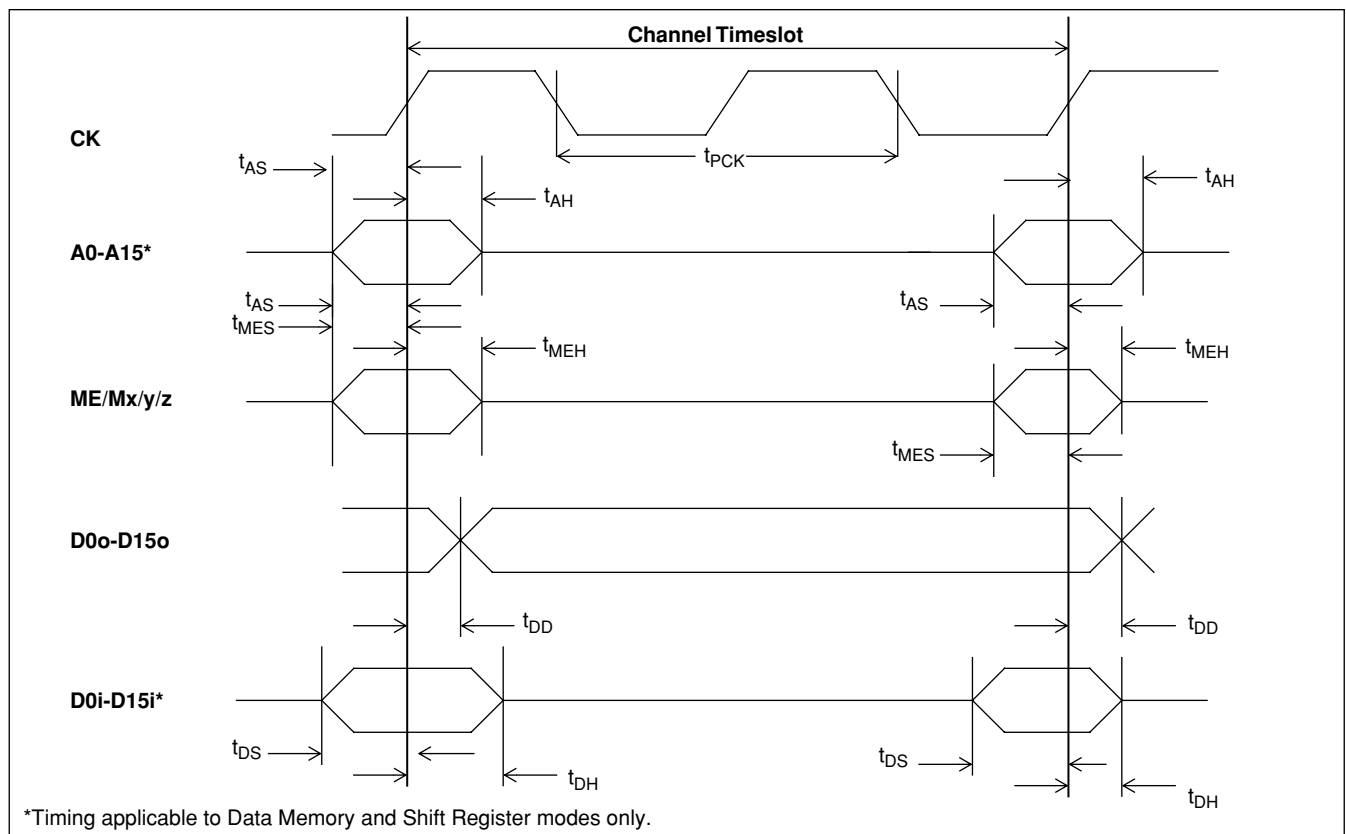 Channel Timeslot
CK
tPCK
tAS
tAH
tAH
A0-A15*
tAS
tAS
tMES
tMEH
tMEH
ME/Mx/y/z
tMES
D0o-D15o
tDD
tDD
D0i-D15i*
tDS
tDS
tDH
tDH
*Timing applicable to Data Memory and Shift Register modes only.